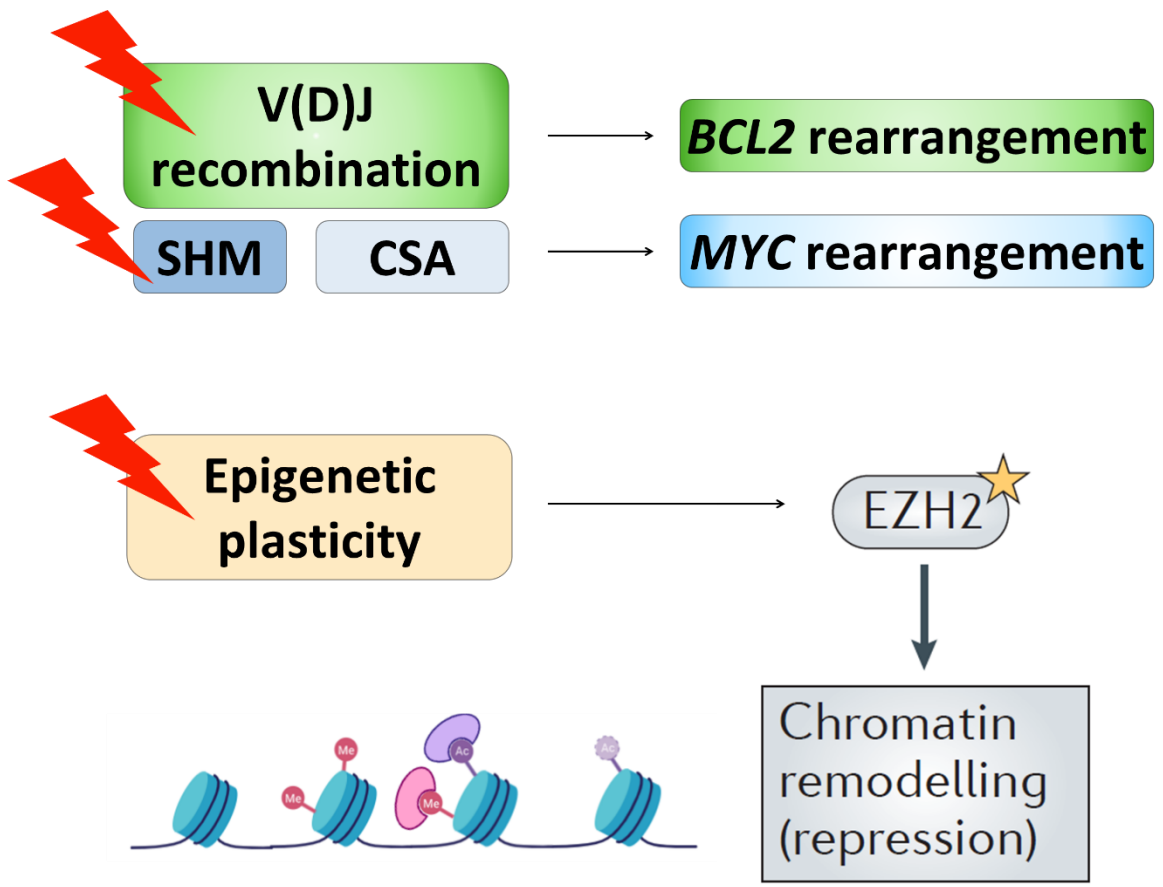 V(D)J
recombination
BCL2 rearrangement
SHM
CSA
MYC rearrangement
Epigenetic
plasticity
EZH2
Chromatin
remodelling
(repression)
Me
Me
Ac
Me
Ac